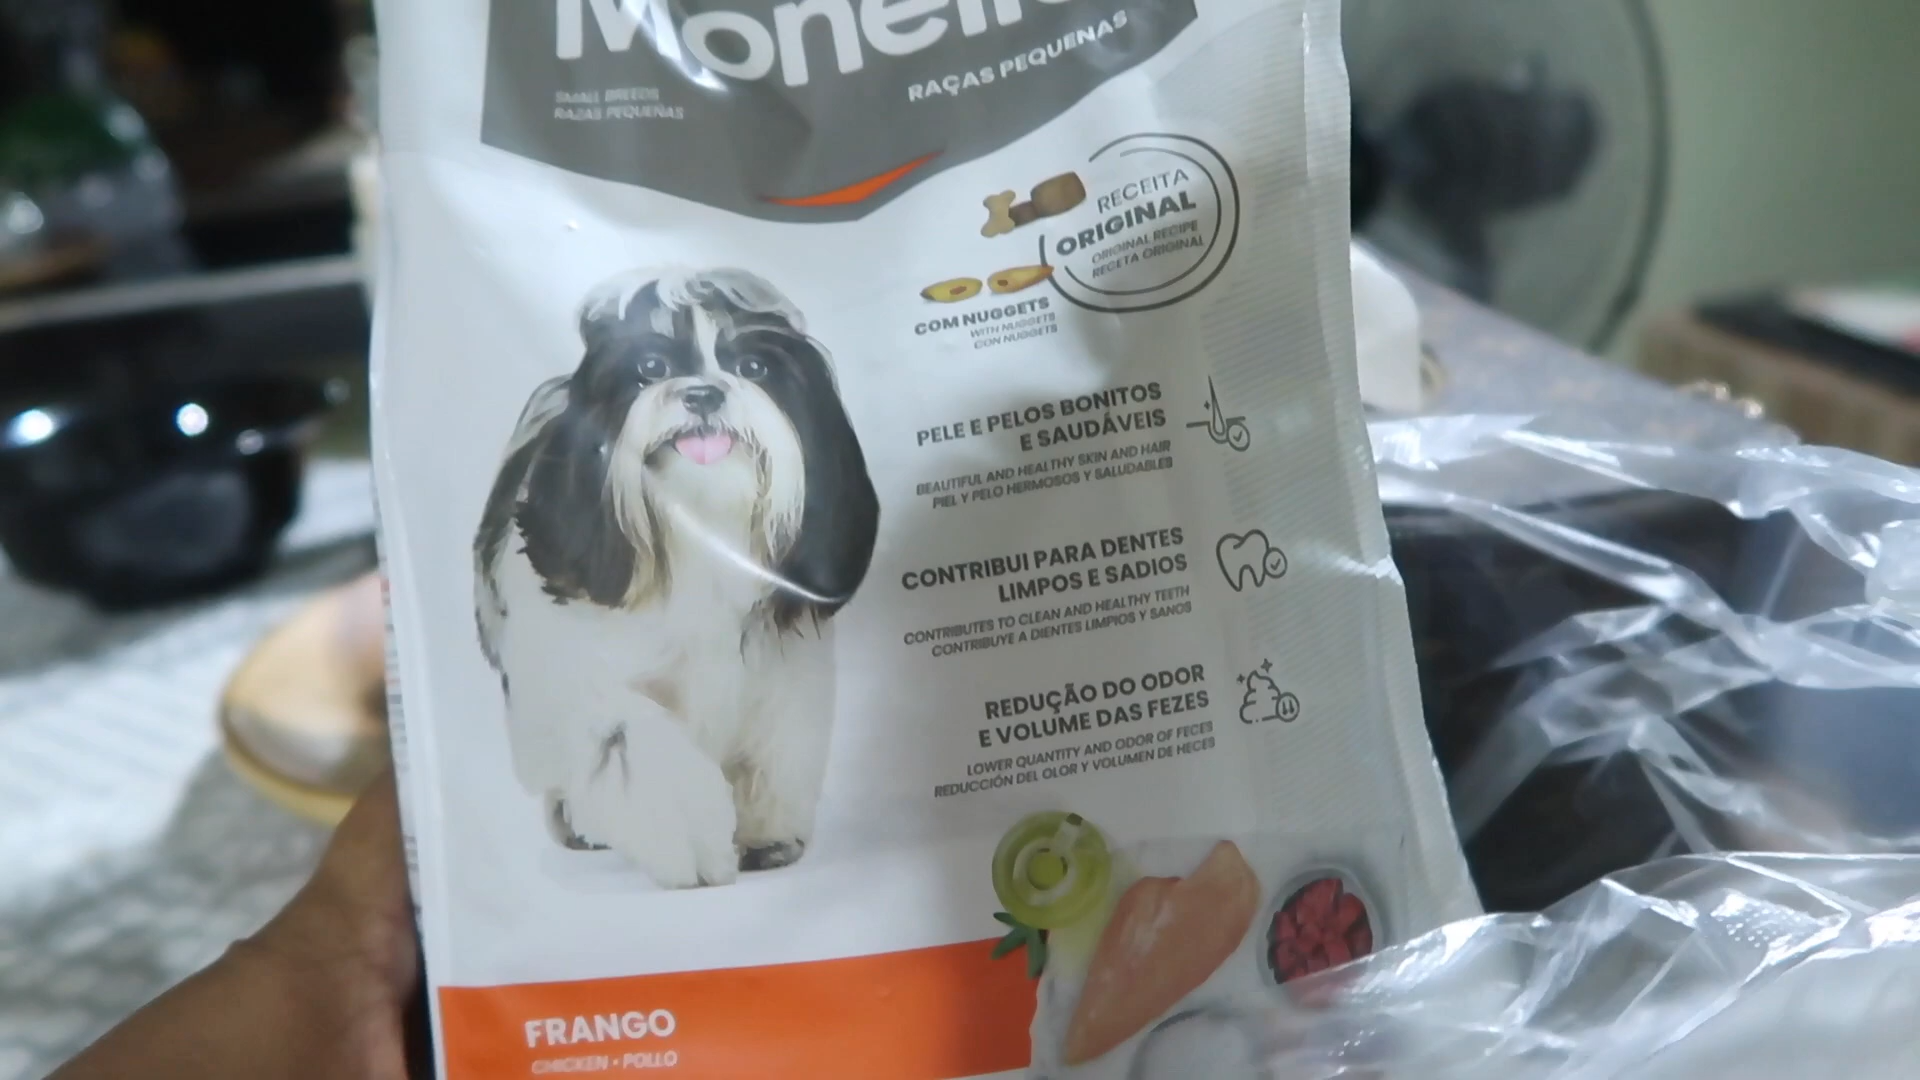 RAÇAS PEQUENAS
SMALL BREEDS
RAZAS PEQUENAS
RECEITA
ORIGINAL
ORIGINAL RECIPE
RECETA ORIGINAL
COM NUGGETS
WITH NUGGETS
CON NUGGETS
PELE E PELOS BONITOS
E SAUDÁVEIS
BEAUTIFUL AND HEALTHY SKIN AND HAIR
PIEL Y PELO HERMOSOS Y SALUDABLES
CONTRIBUI PARA DENTES
LIMPOS E SADIOS
CONTRIBUTES TO CLEAN AND HEALTHY TEETH
CONTRIBUYE A DIENTES LIMPIOS Y SANOS
REDUÇÃO DO ODOR
E VOLUME DAS FEZES
LOWER QUANTITY AND ODOR OF FECES
REDUCCIÓN DEL OLOR Y VOLUMEN DE HECES
FRANGO
CHICKEN • POLLO